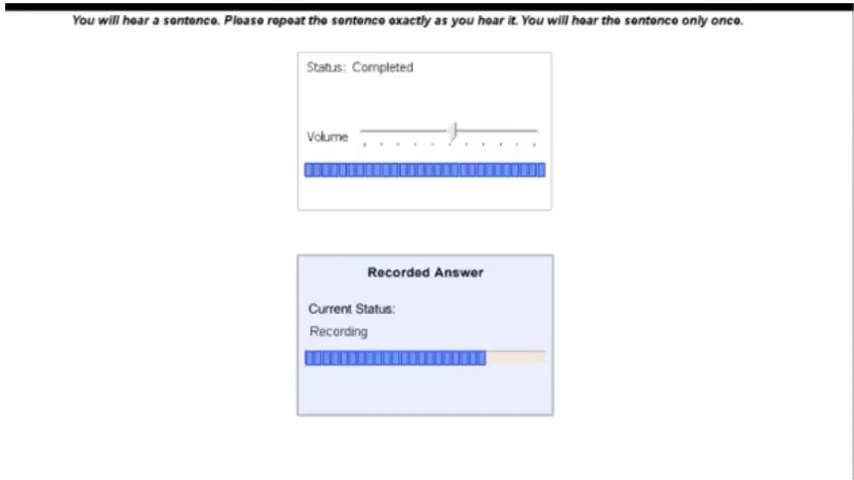 You will hear a sentence. Please repeat the sentence exactly as you hear it. You will hear the sentence only once.
Status: Completed
Volume
Recorded Answer
Current Status:
Recording